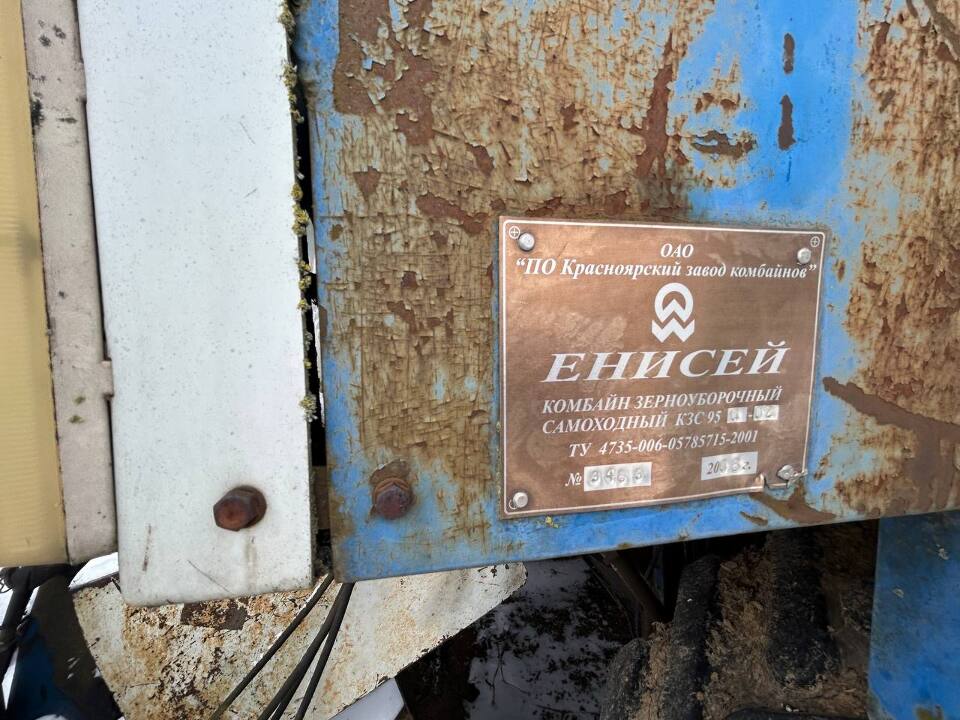 ОАО
"ПО Красноярский завод комбайнов"
ЕНИСЕЙ
КОМБАЙН ЗЕРНОУБОРОЧНЫЙ
САМОХОДНЫЙ КЗС 95
ТУ 4735-006-05785715-2001
№